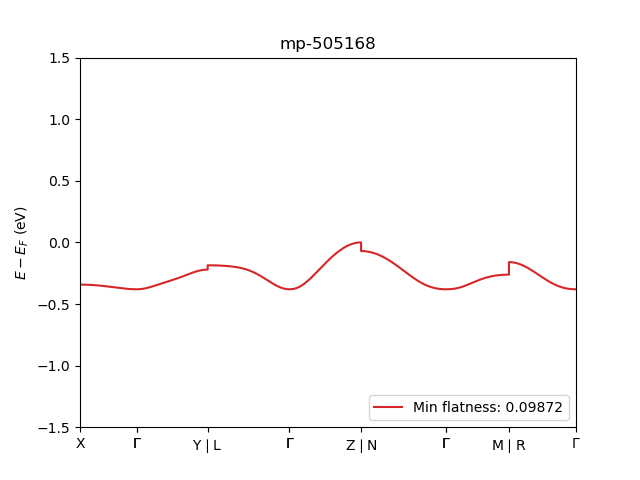 mp-505168
1.5
1.0
0.5
0.0
−0.5
−1.0
−1.5
E − E_F (eV)
Min flatness: 0.09872
X Γ Y | L Γ Z | N Γ M | R Γ